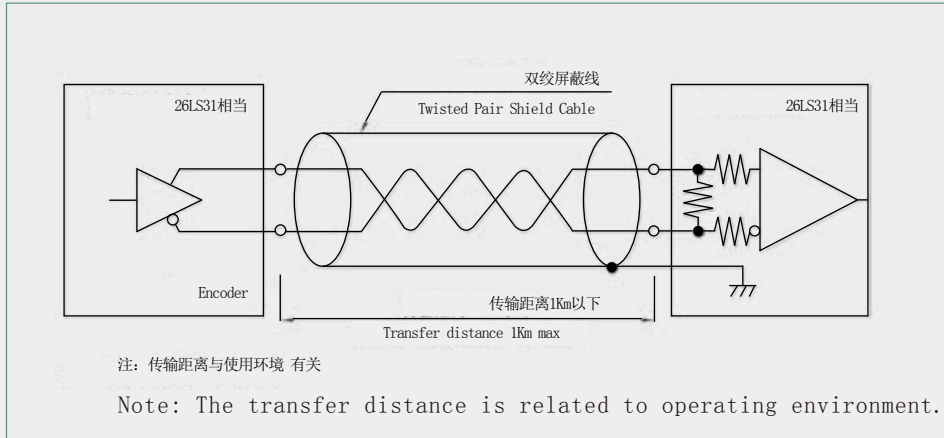 双绞屏蔽线
Twisted Pair Shield Cable
26LS31相当
26LS31相当
Encoder
传输距离1Km以下
Transfer distance 1Km max
注: 传输距离与使用环境 有关
Note: The transfer distance is related to operating environment.